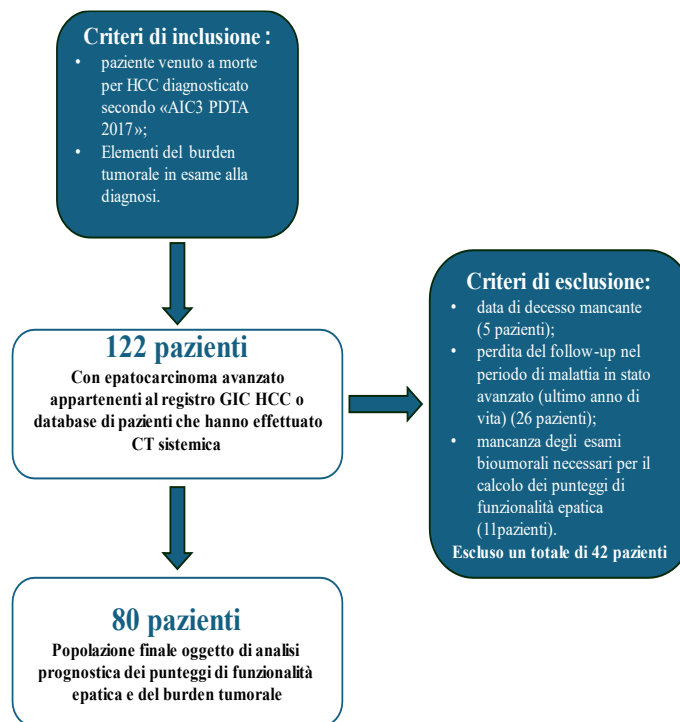 Criteri di inclusione :
• paziente venuto a morte
per HCC diagnosticato
secondo «AIC3 PDTA
2017»;
• Elementi del burden
tumorale in esame alla
diagnosi.
122 pazienti
Con epatocarcinoma avanzato
appartenenti al registro GIC HCC o
database di pazienti che hanno effettuato
CT sistemica
Criteri di esclusione:
• data di decesso mancante
(5 pazienti);
• perdita del follow-up nel
periodo di malattia in stato
avanzato (ultimo anno di
vita) (26 pazienti);
• mancanza degli esami
bioumorali necessari per il
calcolo dei punteggi di
funzionalità epatica
(11pazienti).
Escluso un totale di 42 pazienti
80 pazienti
Popolazione finale oggetto di analisi
prognostica dei punteggi di funzionalità
epatica e del burden tumorale